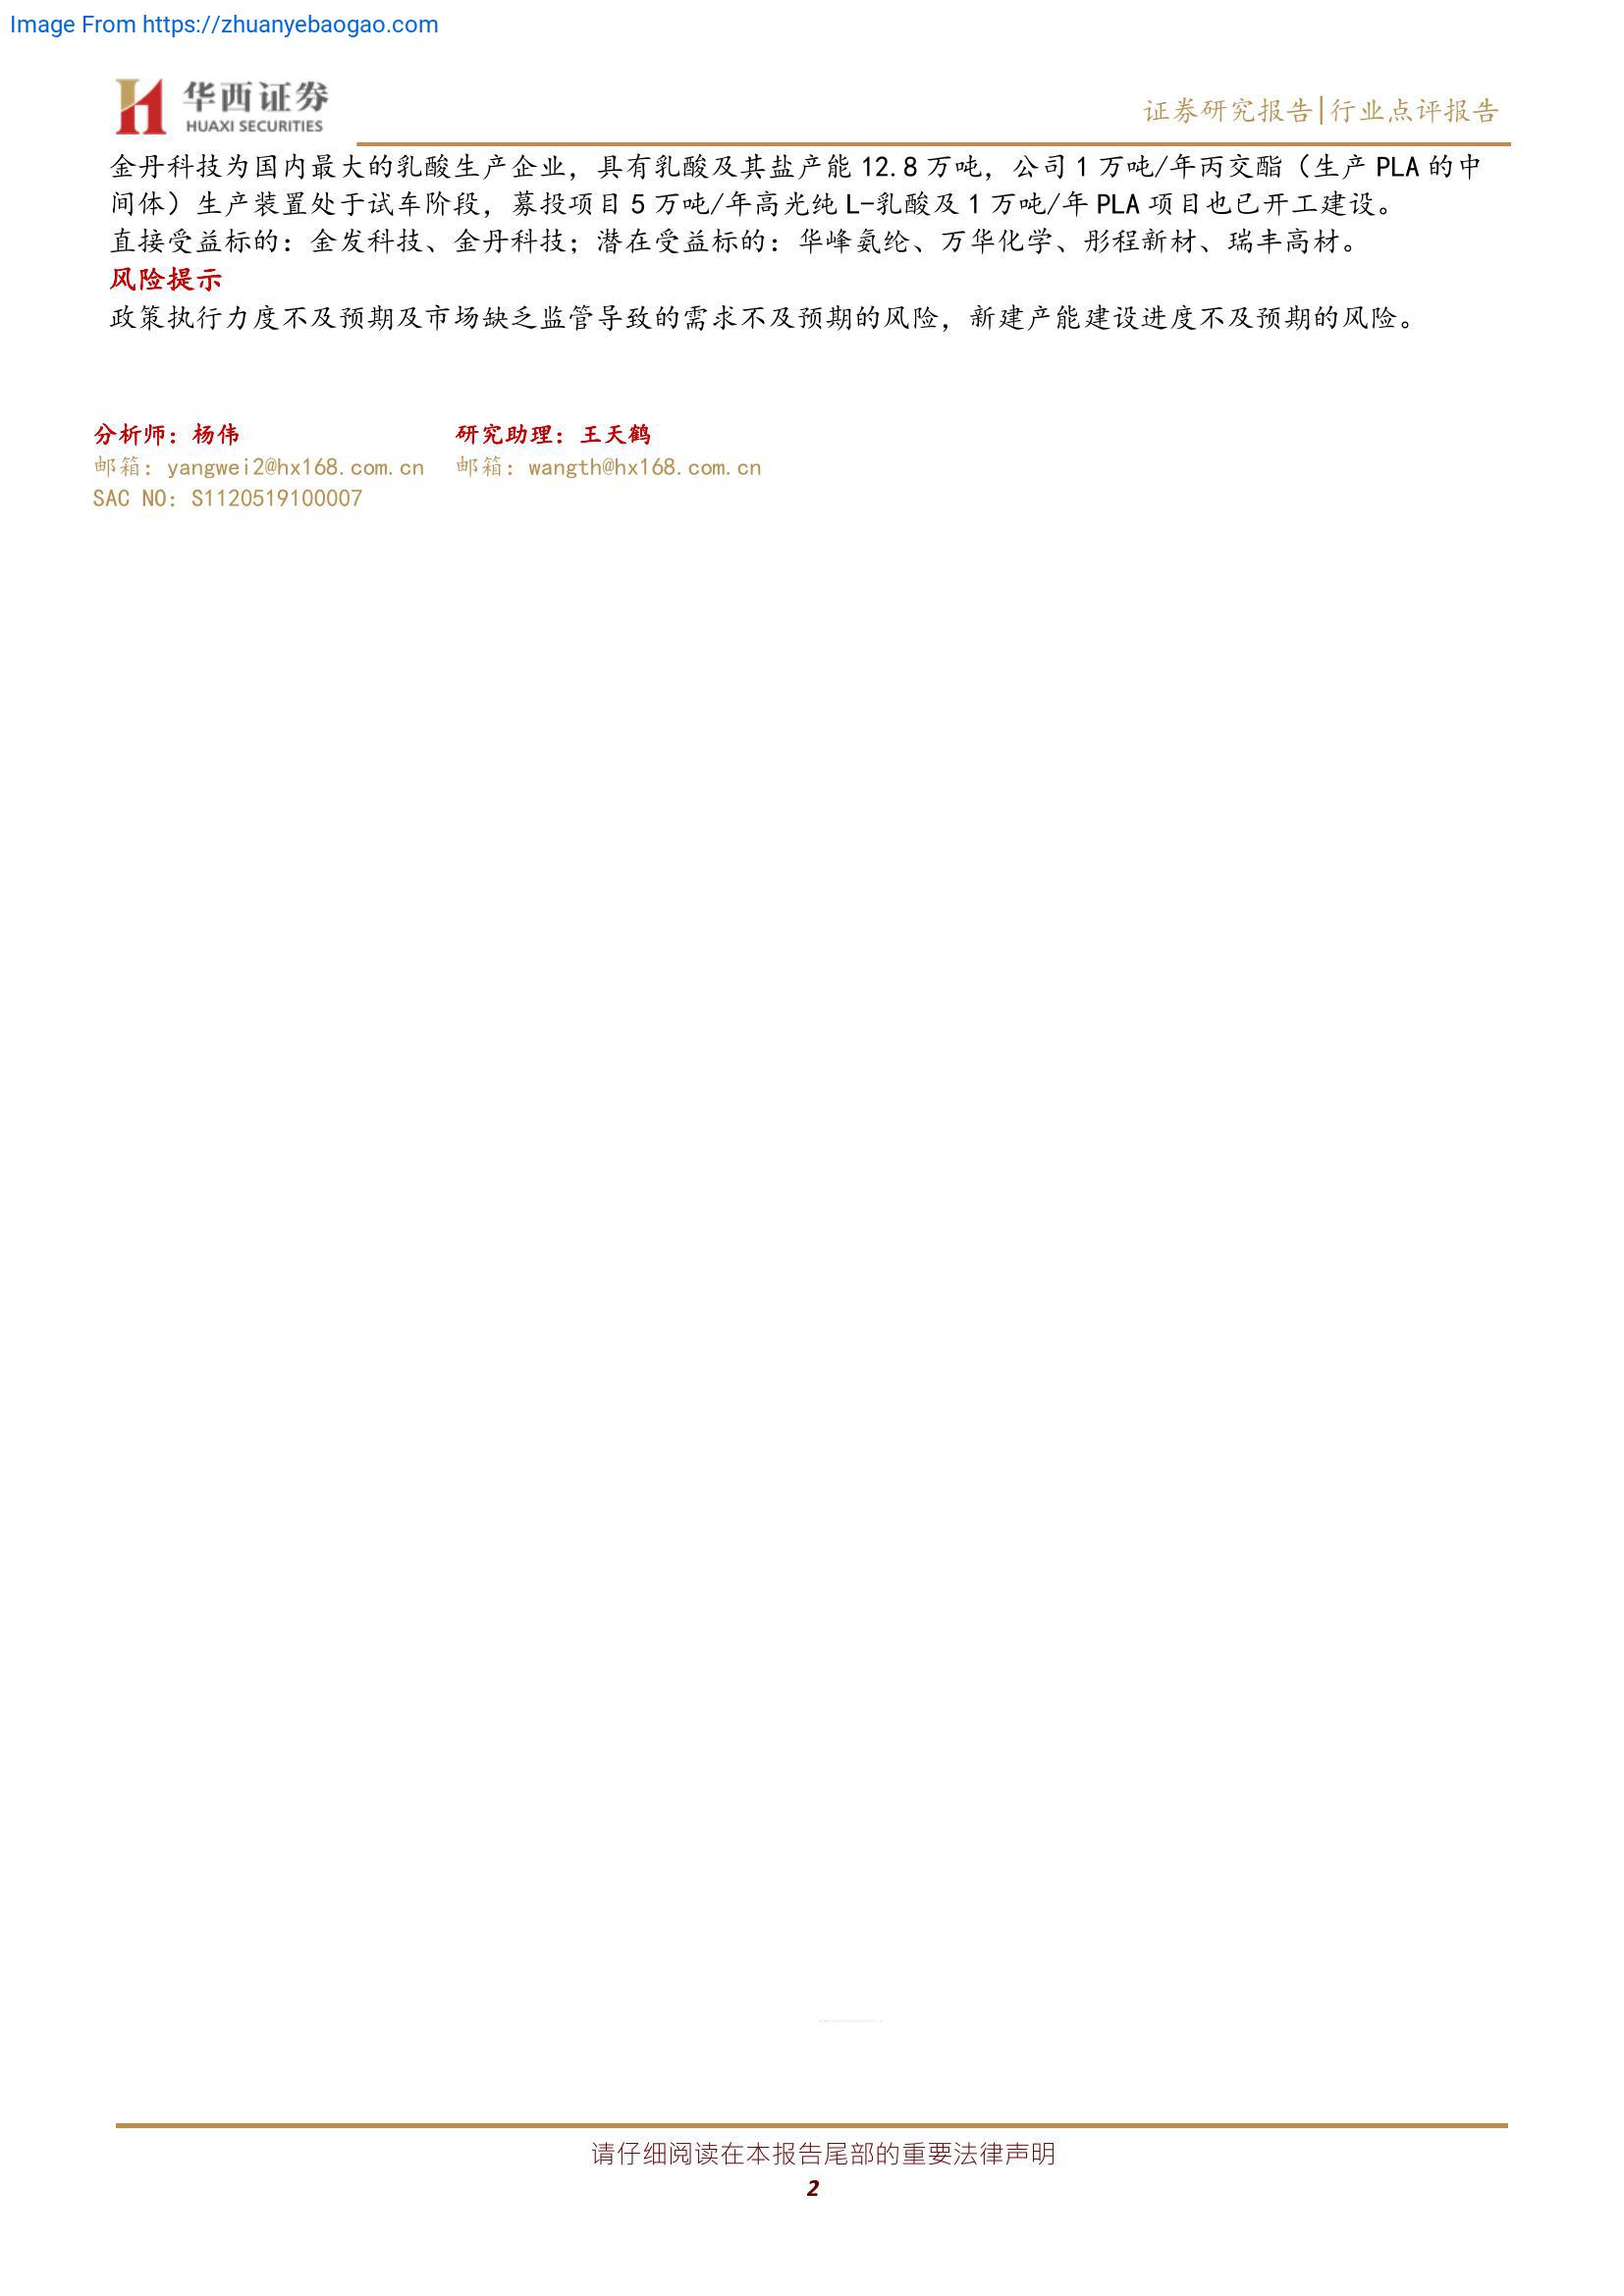 Image From https://zhuanyebaogao.com
华西证券
HUAXI SECURITIES
证券研究报告|行业点评报告
金丹科技为国内最大的乳酸生产企业，具有乳酸及其盐产能 12.8 万吨，公司 1 万吨/年丙交酯（生产 PLA 的中
间体）生产装置处于试车阶段，募投项目 5 万吨/年高光纯 L-乳酸及 1 万吨/年 PLA 项目也已开工建设。
直接受益标的：金发科技、金丹科技；潜在受益标的：华峰氨纶、万华化学、彤程新材、瑞丰高材。
风险提示
政策执行力度不及预期及市场缺乏监管导致的需求不及预期的风险，新建产能建设进度不及预期的风险。
分析师：杨伟
邮箱：yangwei2@hx168.com.cn
SAC NO：S1120519100007
研究助理：王天鹤
邮箱：wangth@hx168.com.cn
请仔细阅读在本报告尾部的重要法律声明
2